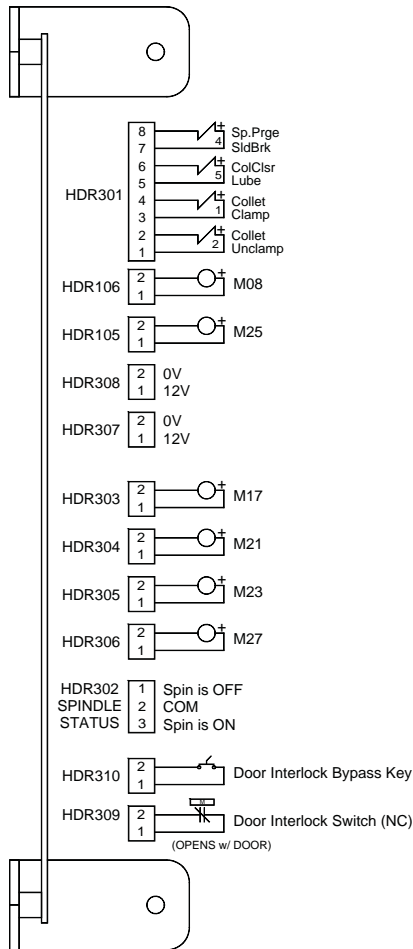 HDR301
8
7
6
5
4
3
2
1
+
4
Sp.Prge
SldBrk
+
5
ColClsr
Lube
+
1
Collet
Clamp
+
2
Collet
Unclamp
HDR106
2
1
+
M08
HDR105
2
1
+
M25
HDR308
2 0V
1 12V
HDR307
2 0V
1 12V
HDR303
2
1
+
M17
HDR304
2
1
+
M21
HDR305
2
1
+
M23
HDR306
2
1
+
M27
HDR302
SPINDLE
STATUS
1 Spin is OFF
2 COM
3 Spin is ON
HDR310
2
1
Door Interlock Bypass Key
HDR309
2
1
M
Door Interlock Switch (NC)
(OPENS w/ DOOR)